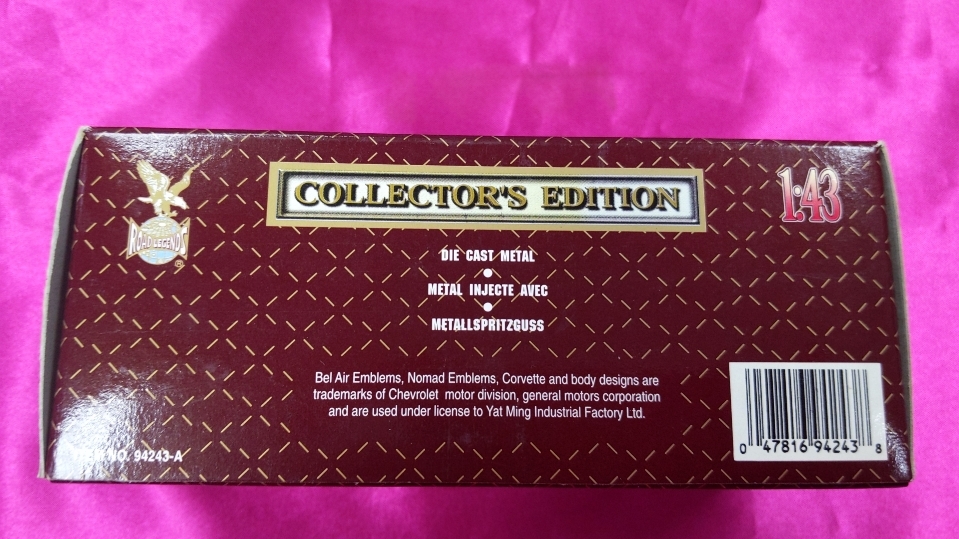 COLLECTOR'S EDITION
1:43
ROAD LEGENDS
®
DIE CAST METAL
METAL INJECTE AVEC
METALLSPRITZGUSS
Bel Air Emblems, Nomad Emblems, Corvette and body designs are
trademarks of Chevrolet motor division, general motors corporation
and are used under license to Yat Ming Industrial Factory Ltd.
ITEM NO. 94243-A
0 47816 94243 8